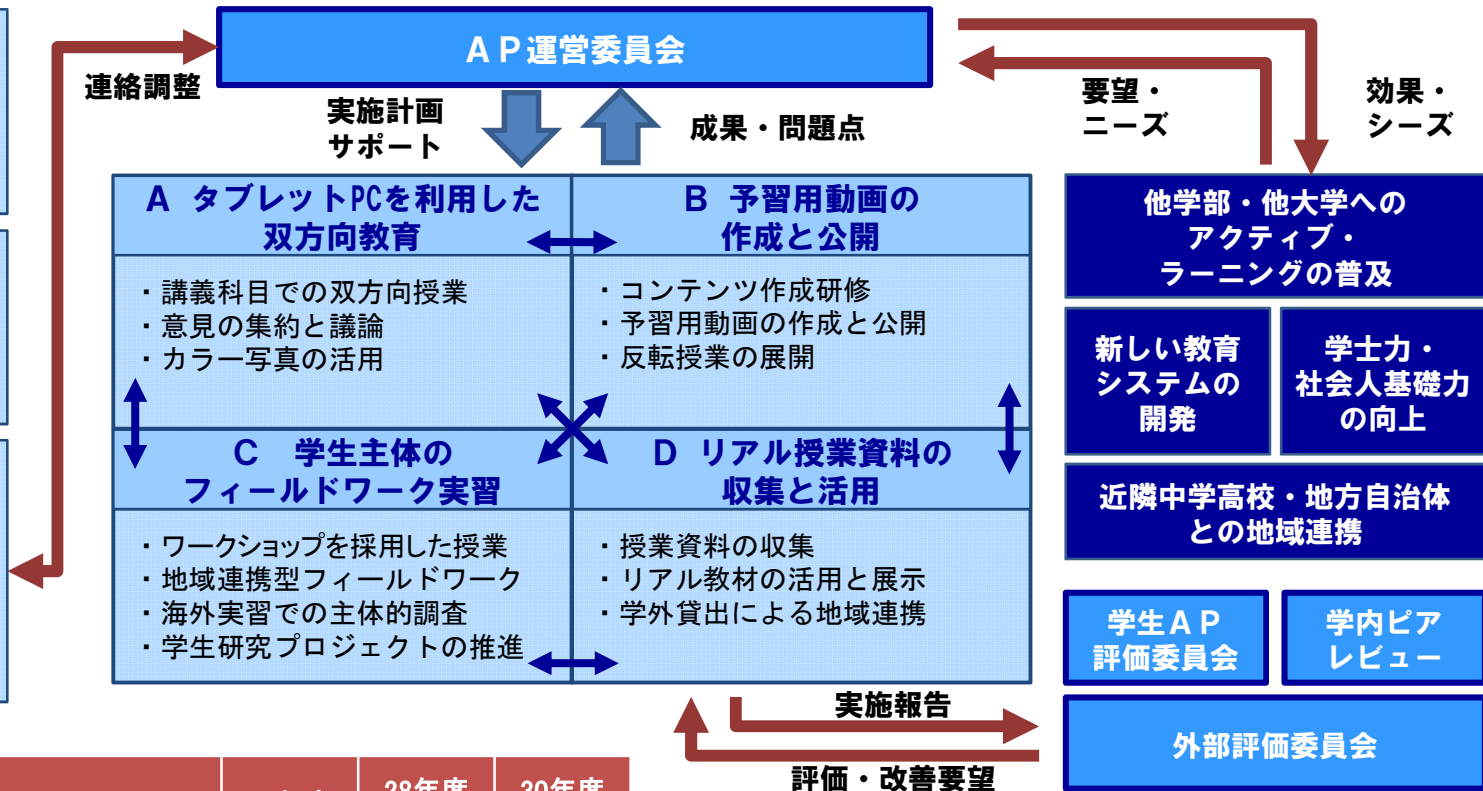 AP運営委員会
連絡調整
実施計画
サポート
成果・問題点
要望・
ニーズ
効果・
シーズ
A タブレットPCを利用した
双方向教育
・講義科目での双方向授業
・意見の集約と議論
・カラー写真の活用
B 予習用動画の
作成と公開
・コンテンツ作成研修
・予習用動画の作成と公開
・反転授業の展開
C 学生主体の
フィールドワーク実習
・ワークショップを採用した授業
・地域連携型フィールドワーク
・海外実習での主体的調査
・学生研究プロジェクトの推進
D リアル授業資料の
収集と活用
・授業資料の収集
・リアル教材の活用と展示
・学外貸出による地域連携
他学部・他大学への
アクティブ・
ラーニングの普及
新しい教育
システムの
開発
学士力・
社会人基礎力
の向上
近隣中学高校・地方自治体
との地域連携
学生AP
評価委員会
学内ピア
レビュー
外部評価委員会
実施報告
評価・改善要望
28年度
30年度